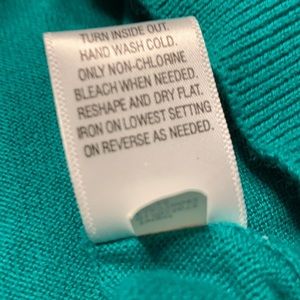 TURN INSIDE OUT.
HAND WASH COLD.
ONLY NON-CHLORINE
BLEACH WHEN NEEDED.
RESHAPE AND DRY FLAT.
IRON ON LOWEST SETTING
ON REVERSE AS NEEDED.